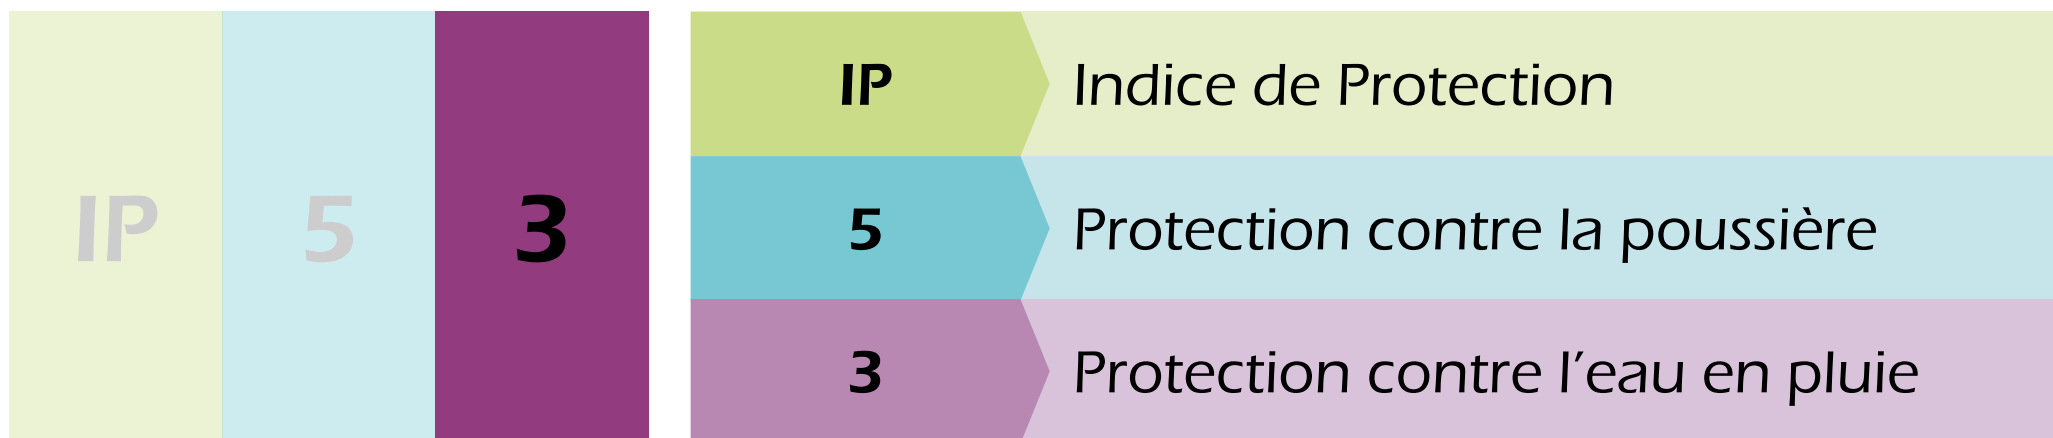 IP 5 3
IP Indice de Protection
5 Protection contre la poussière
3 Protection contre l’eau en pluie